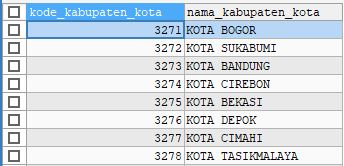 kode_kabupaten_kota nama_kabupaten_kota
3271 KOTA BOGOR
3272 KOTA SUKABUMI
3273 KOTA BANDUNG
3274 KOTA CIREBON
3275 KOTA BEKASI
3276 KOTA DEPOK
3277 KOTA CIMAHI
3278 KOTA TASIKMALAYA